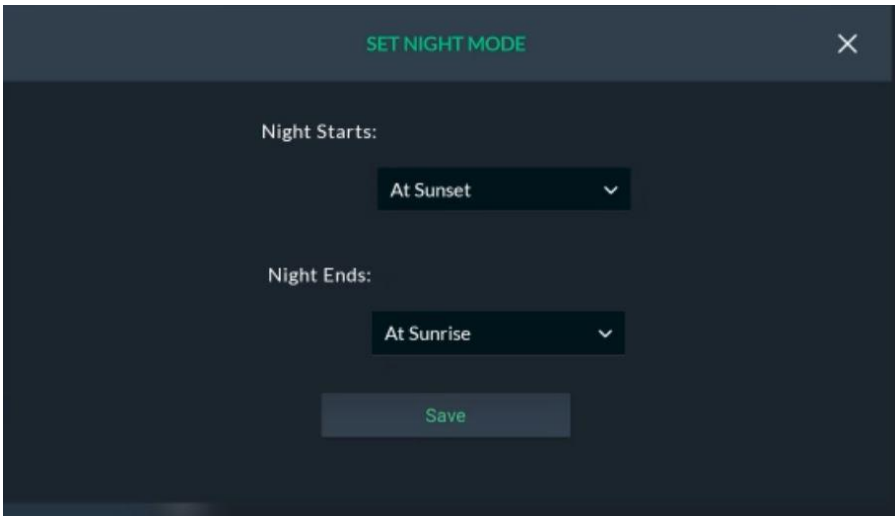 SET NIGHT MODE
Night Starts:
At Sunset
Night Ends:
At Sunrise
Save